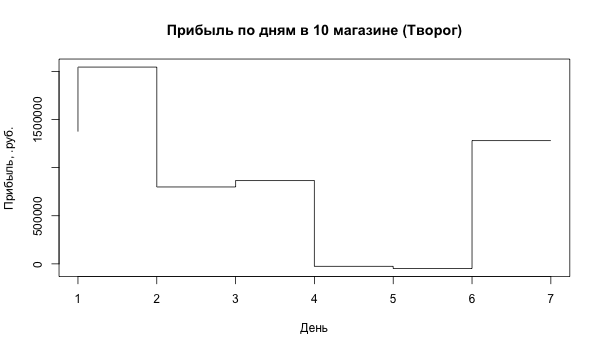 Прибыль по дням в 10 магазине (Творог)
Прибыль, .руб.
1500000
500000
0
1 2 3 4 5 6 7
День